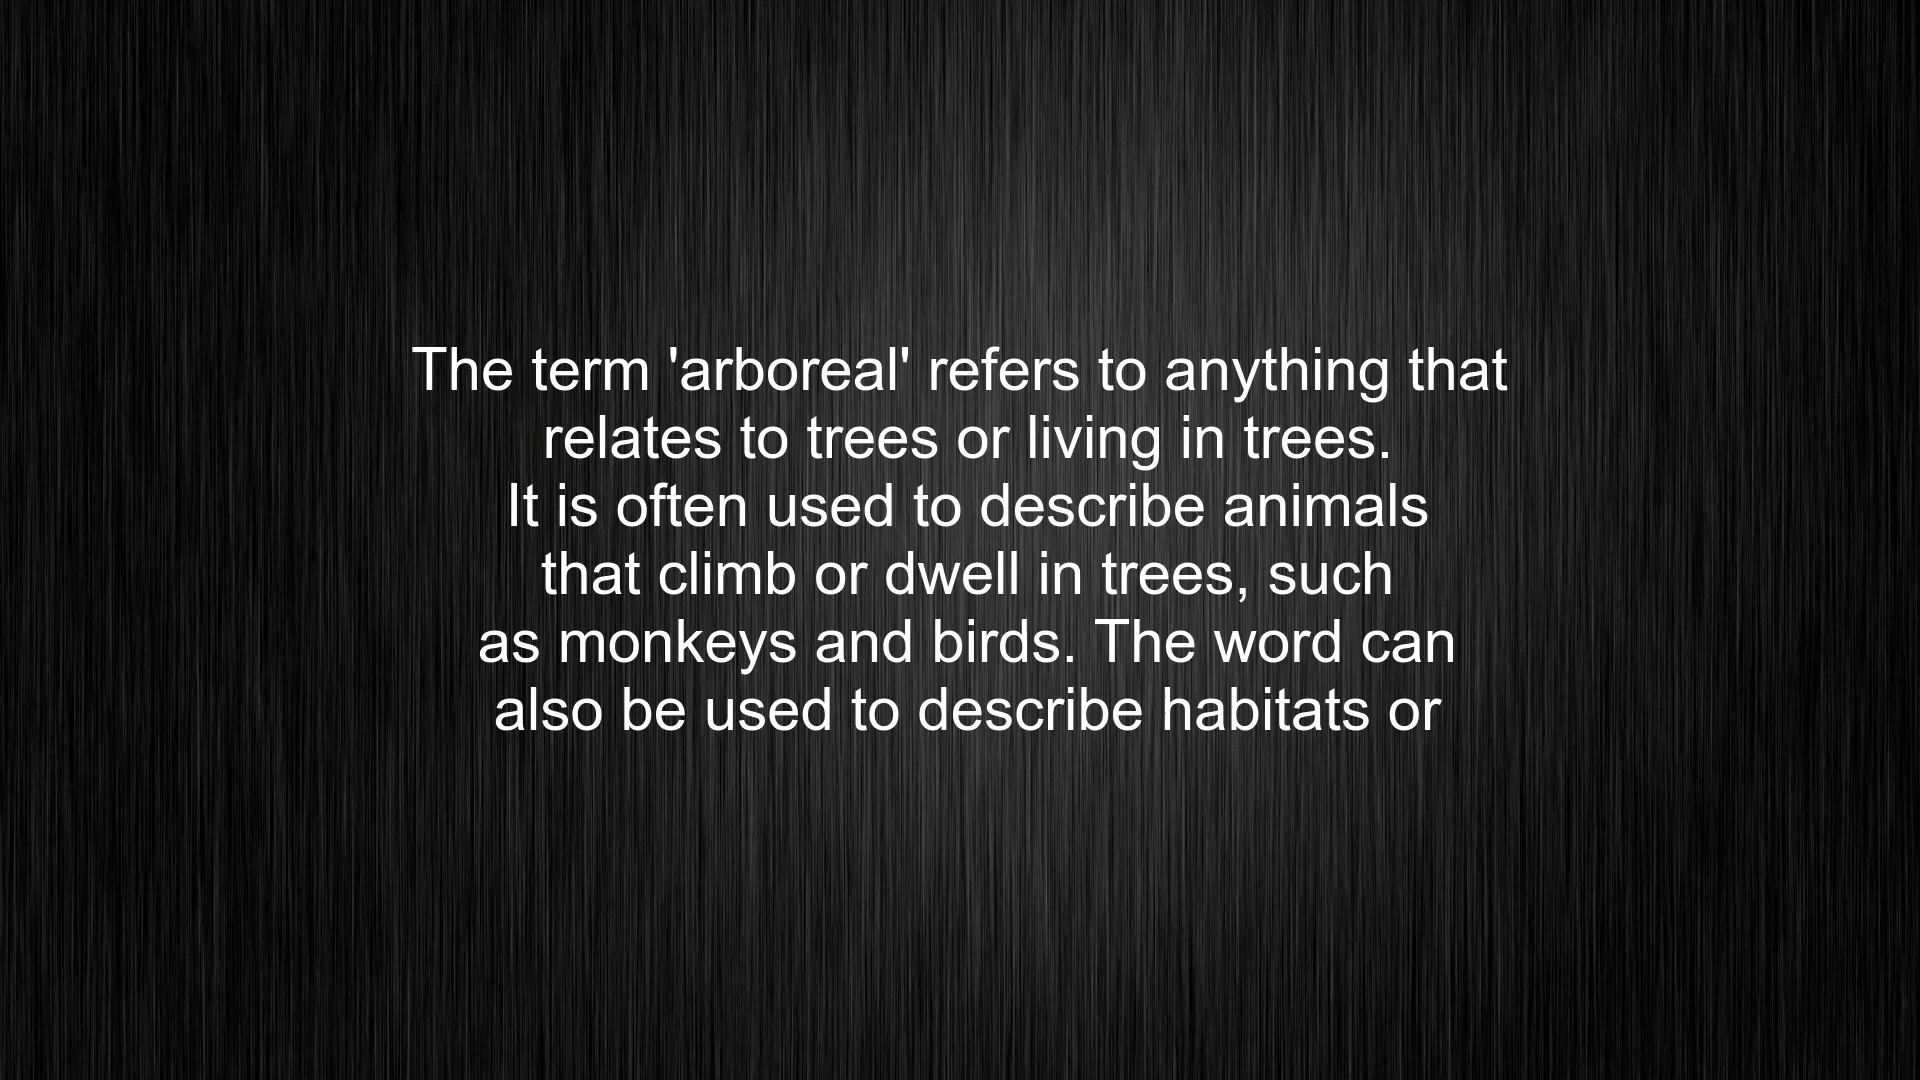 The term 'arboreal' refers to anything that
relates to trees or living in trees.
It is often used to describe animals
that climb or dwell in trees, such
as monkeys and birds. The word can
also be used to describe habitats or